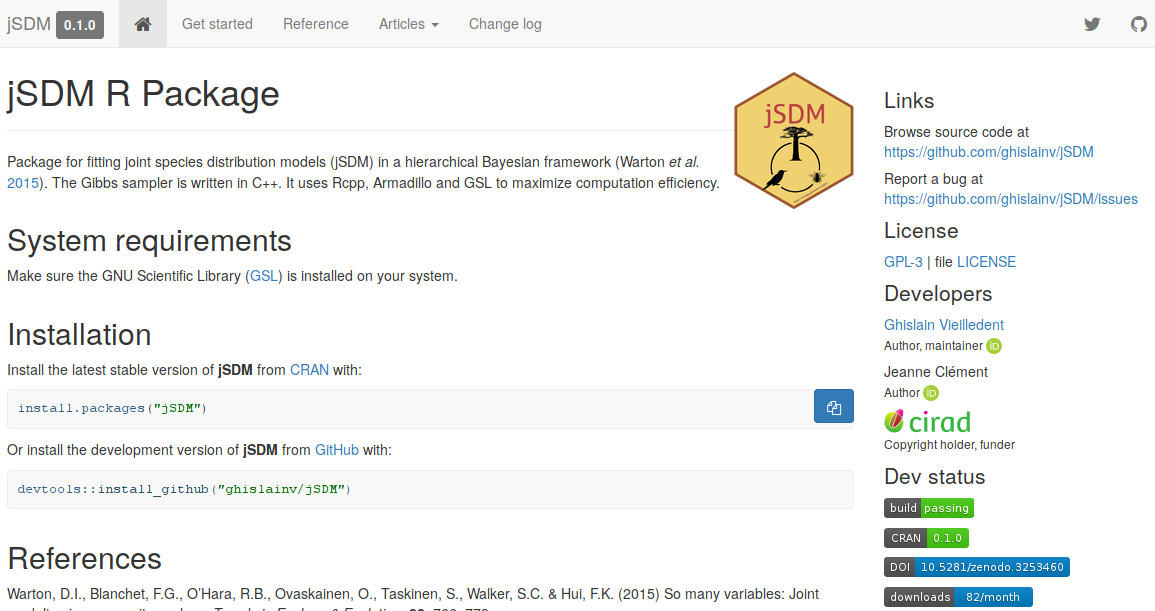 jSDM 0.1.0 Get started Reference Articles Change log
jSDM R Package
jSDM
Package for fitting joint species distribution models (jSDM) in a hierarchical Bayesian framework (Warton et al.
2015). The Gibbs sampler is written in C++. It uses Rcpp, Armadillo and GSL to maximize computation efficiency.
System requirements
Make sure the GNU Scientific Library (GSL) is installed on your system.
Installation
Install the latest stable version of jSDM from CRAN with:
install.packages("jSDM")
Or install the development version of jSDM from GitHub with:
devtools::install_github("ghislainv/jSDM")
References
Warton, D.I., Blanchet, F.G., O'Hara, R.B., Ovaskainen, O., Taskinen, S., Walker, S.C. & Hui, F.K. (2015) So many variables: Joint
Links
Browse source code at
https://github.com/ghislainv/jSDM
Report a bug at
https://github.com/ghislainv/jSDM/issues
License
GPL-3 | file LICENSE
Developers
Ghislain Vieilledent
Author, maintainer iD
Jeanne Clément
Author iD
cirad
Copyright holder, funder
Dev status
build passing
CRAN 0.1.0
DOI 10.5281/zenodo.3253460
downloads 82/month